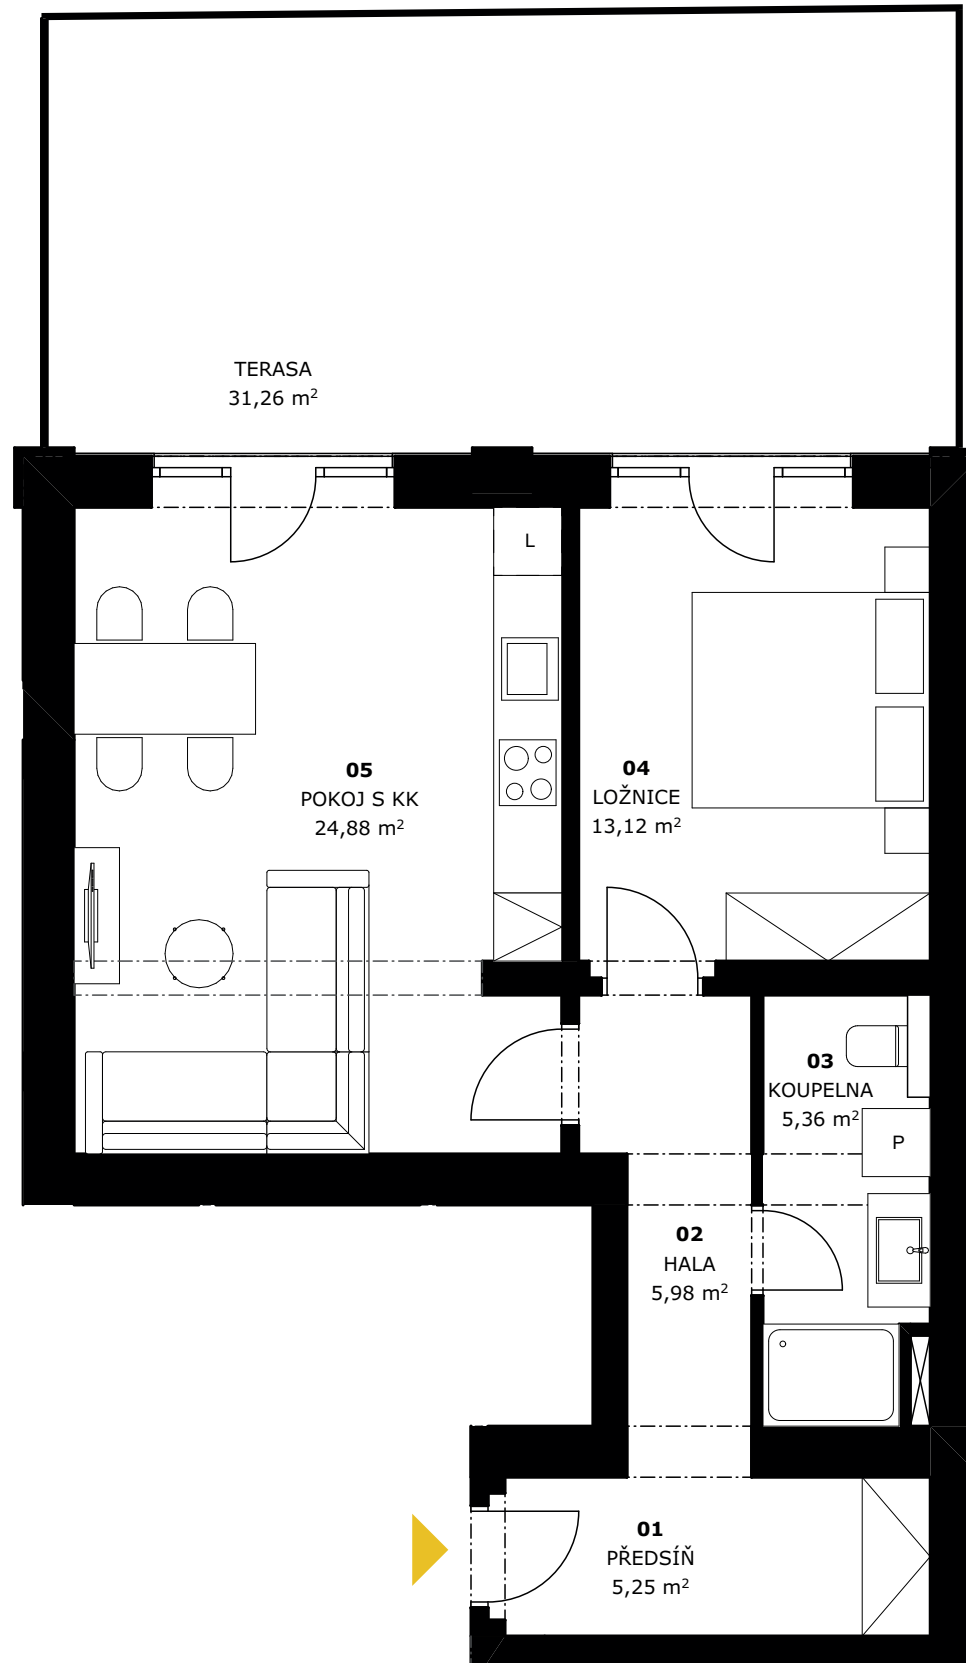 TERASA
31,26 m²
L
05
POKOJ S KK
24,88 m²
04
LOŽNICE
13,12 m²
03
KOUPELNA
5,36 m²
P
02
HALA
5,98 m²
01
PŘEDSÍŇ
5,25 m²